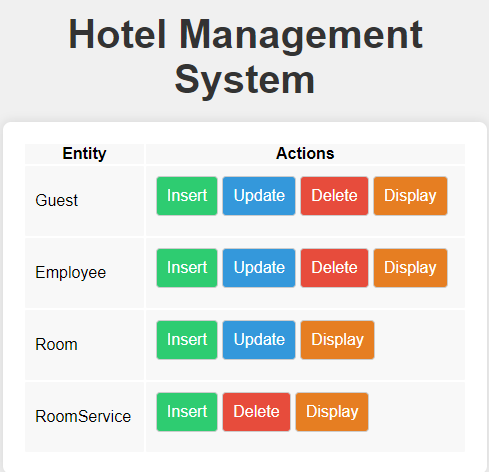 Hotel Management
System
Entity Actions
Guest Insert Update Delete Display
Employee Insert Update Delete Display
Room Insert Update Display
RoomService Insert Delete Display